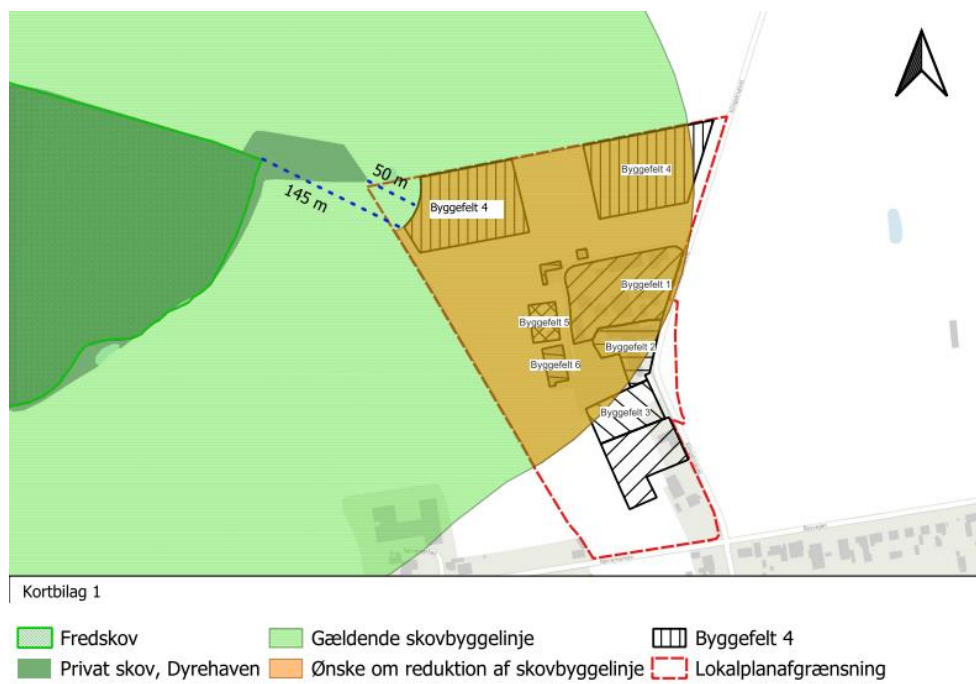 50 m
145 m
Byggefelt 4
Byggefelt 4
Byggefelt 1
Byggefelt 5
Byggefelt 2
Byggefelt 6
Byggefelt 3
Kortbilag 1
Fredskov
Gældende skovbyggelinje
Byggefelt 4
Privat skov, Dyrehaven
Ønske om reduktion af skovbyggelinje
Lokalplanafgrænsning